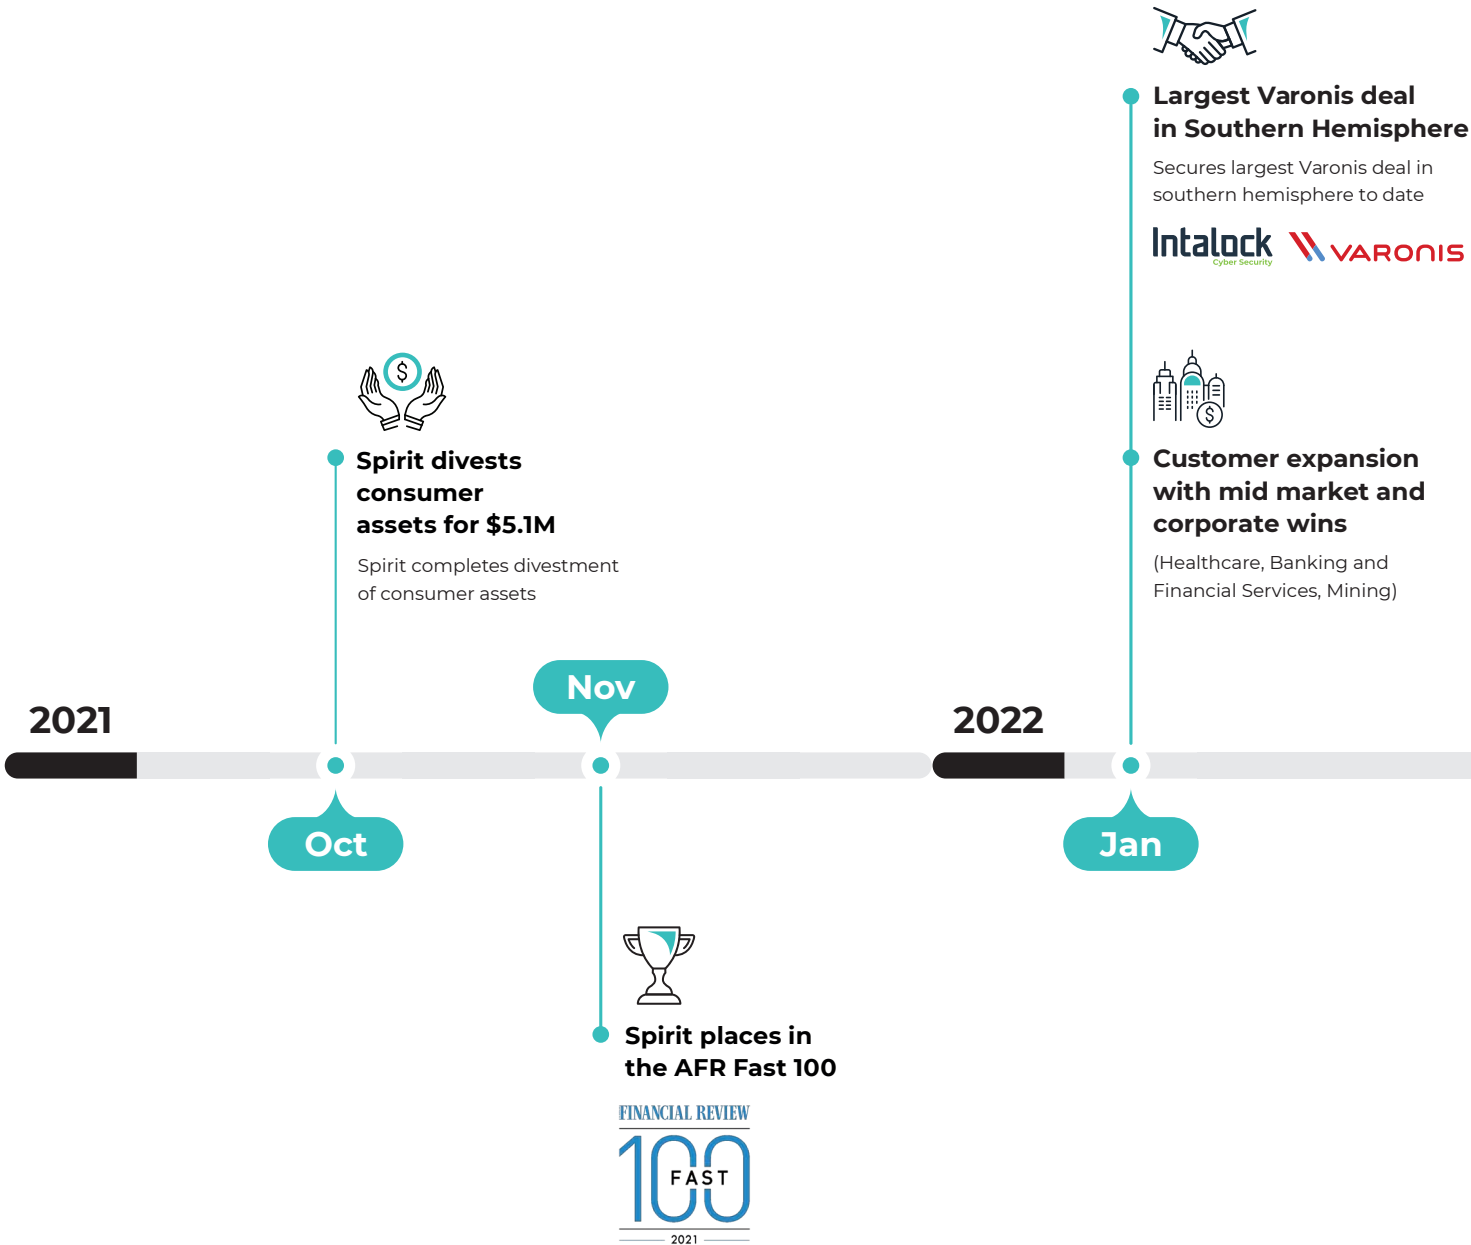 Largest Varonis deal
in Southern Hemisphere
Secures largest Varonis deal in
southern hemisphere to date
Intalock
Cyber Security
VARONIS
$
Spirit divests
consumer
assets for $5.1M
Spirit completes divestment
of consumer assets
$
Customer expansion
with mid market and
corporate wins
(Healthcare, Banking and
Financial Services, Mining)
2021
Nov
2022
Oct
Jan
Spirit places in
the AFR Fast 100
FINANCIAL REVIEW
100
FAST
2021